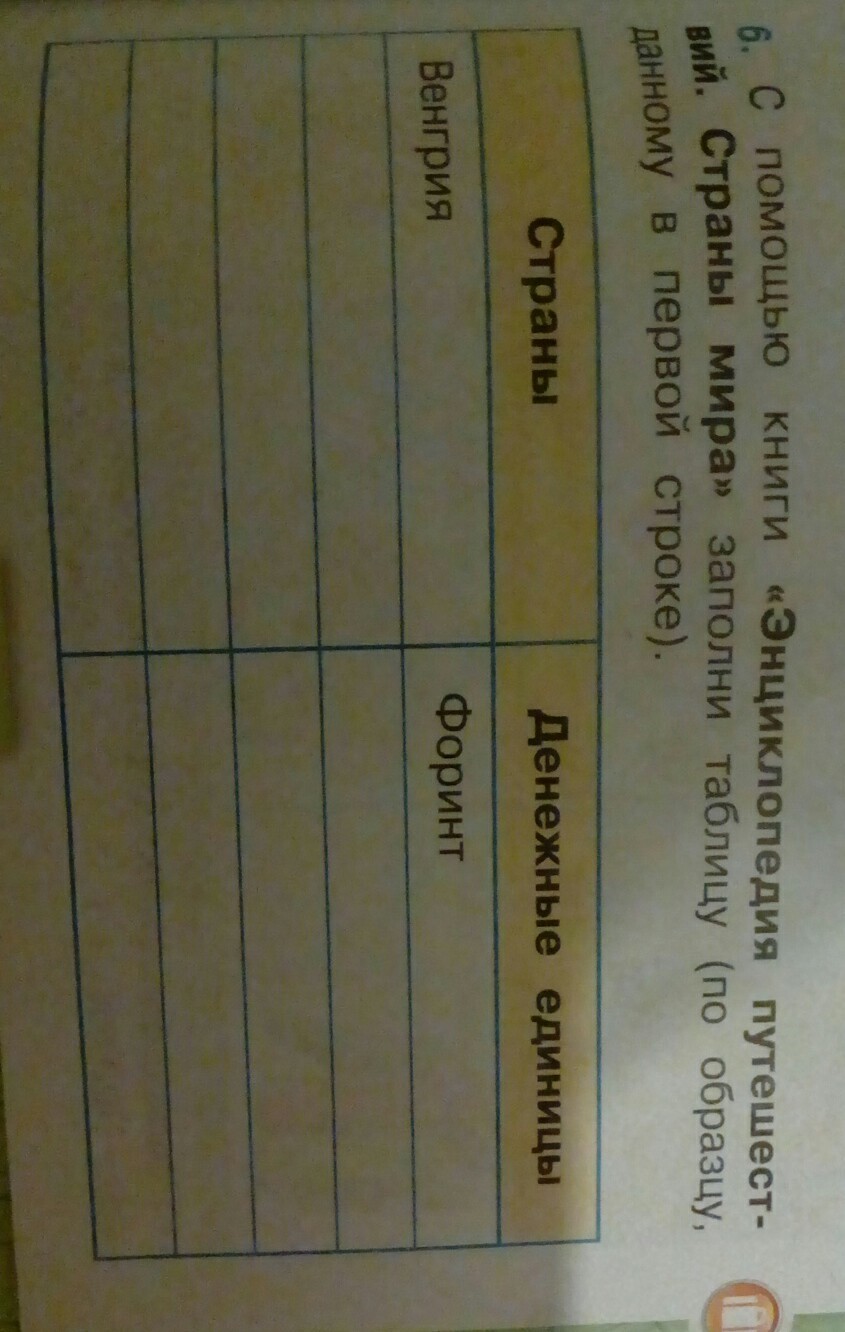 6. С помощью книги «Энциклопедия путешест-
вий. Страны мира» заполни таблицу (по образцу,
данному в первой строке).
Страны Денежные единицы
Венгрия Форинт